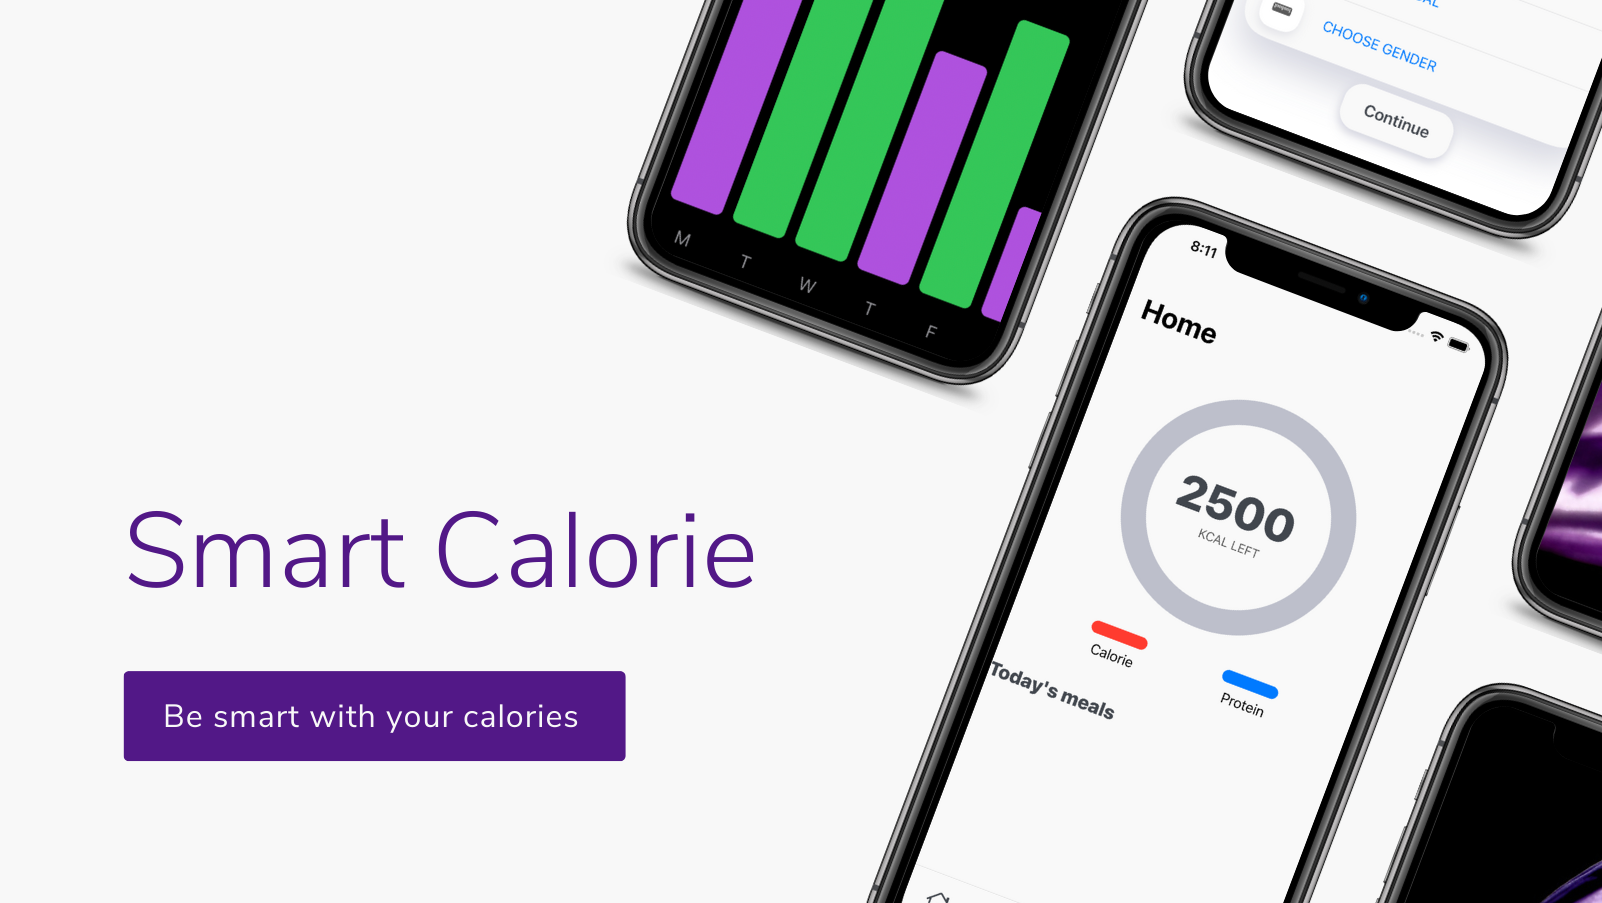 CHOOSE GENDER
Continue
M
T
W
T
F
8:11
Home
2500
KCAL LEFT
Calorie
Protein
Today's meals
Smart Calorie
Be smart with your calories